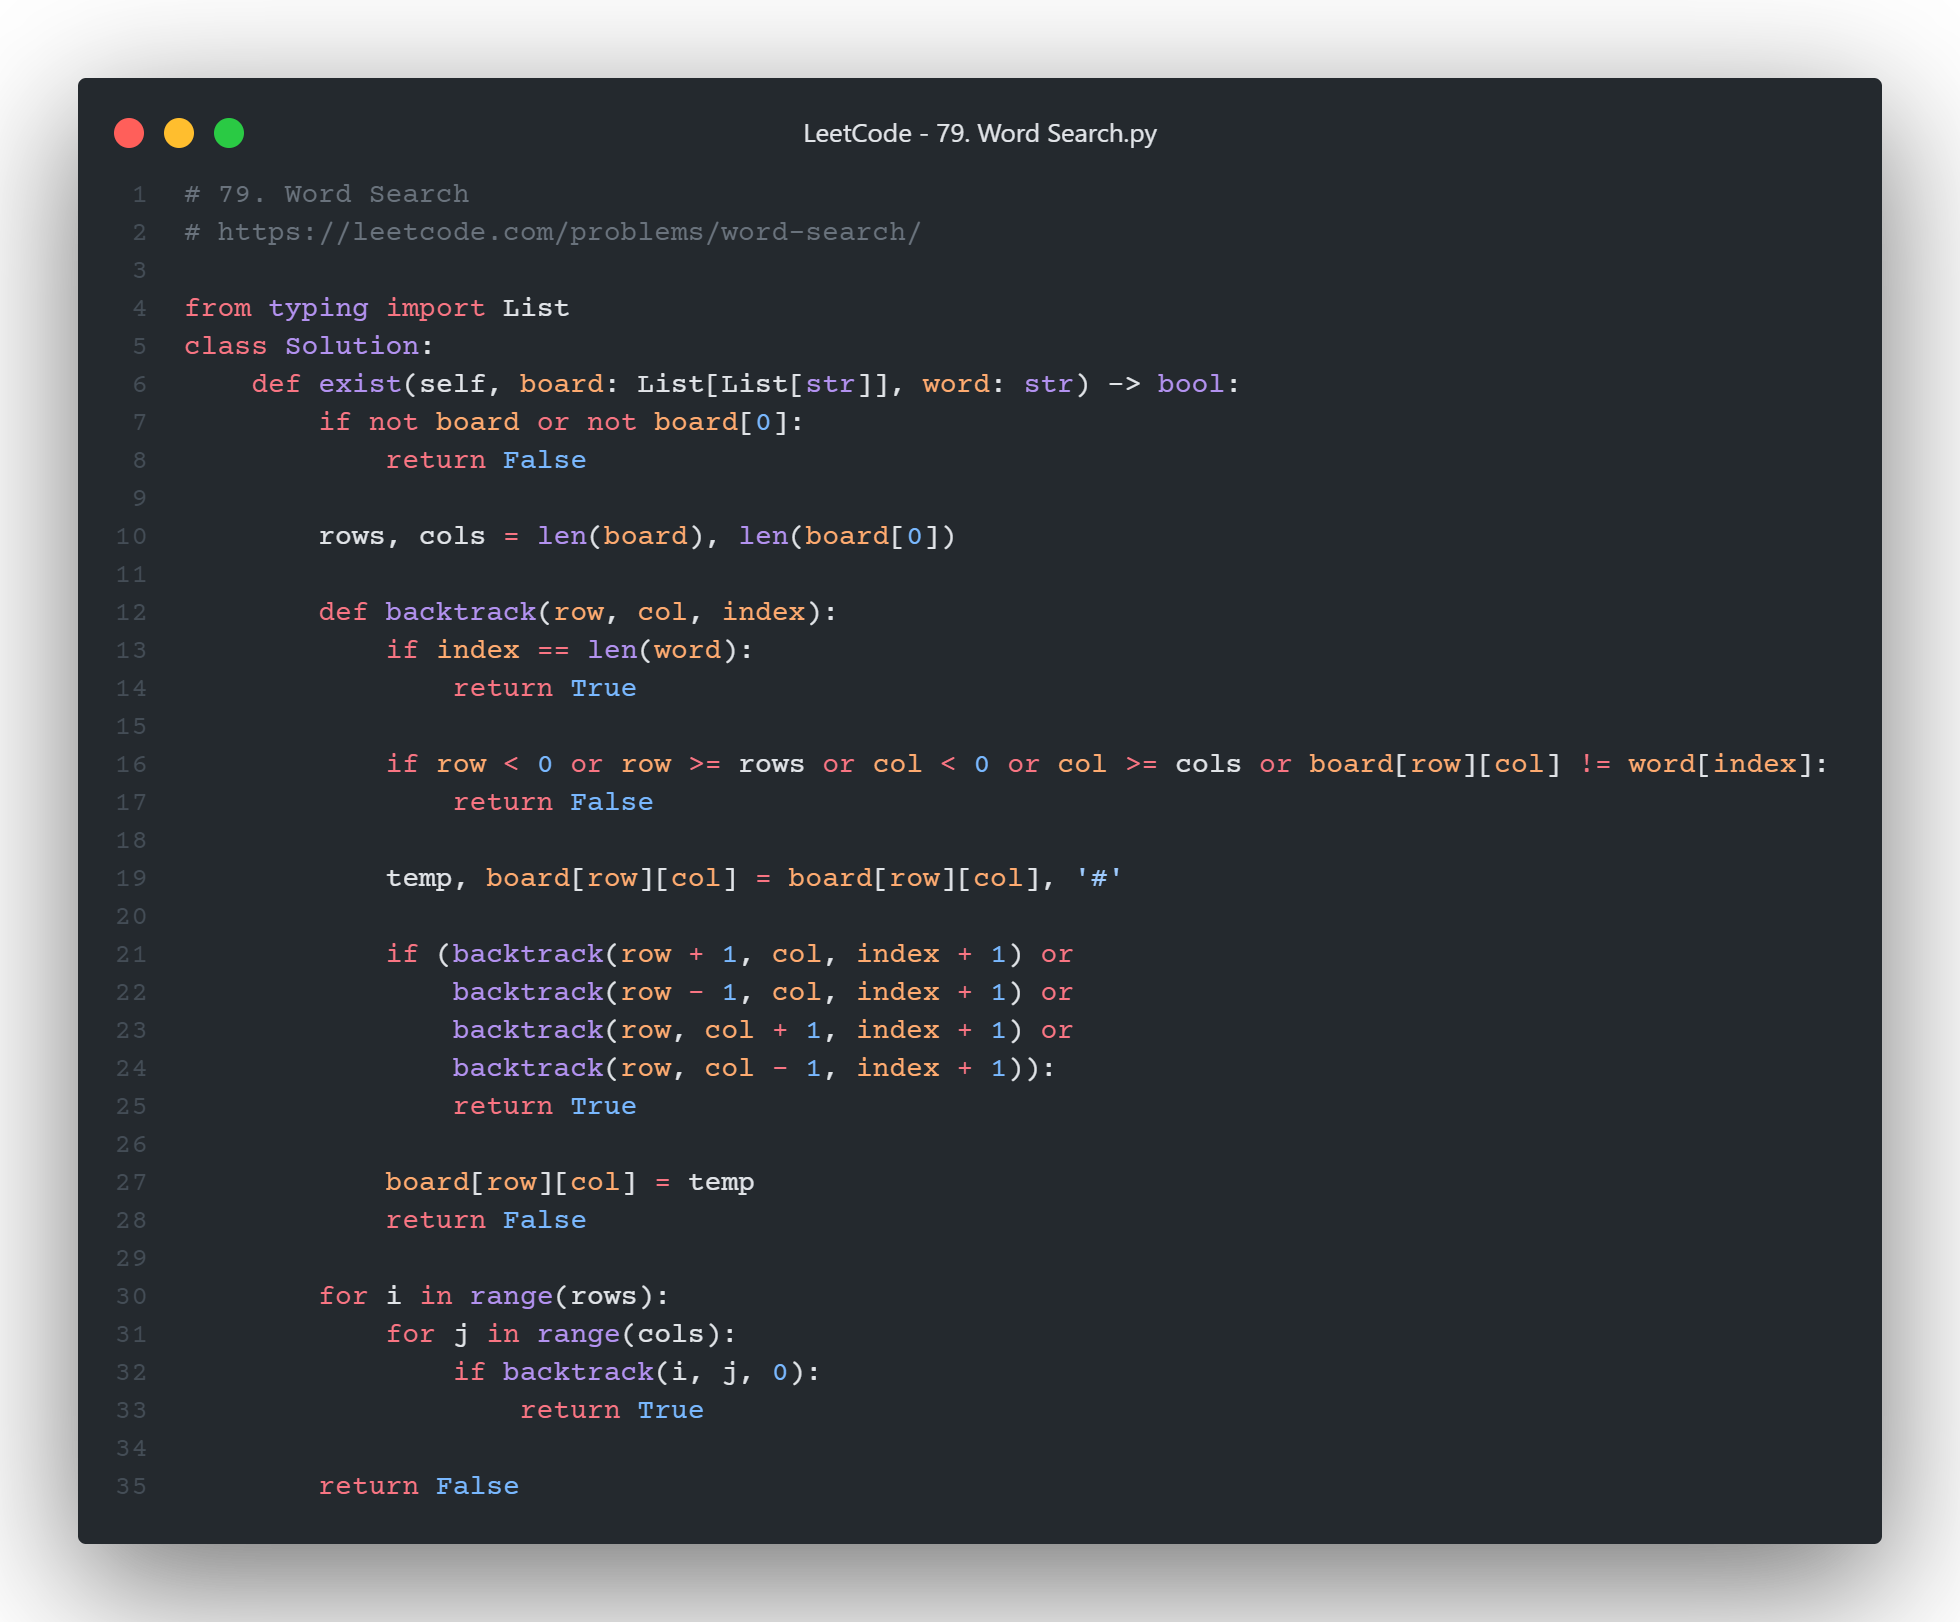 LeetCode - 79. Word Search.py
1 # 79. Word Search
2 # https://leetcode.com/problems/word-search/
3
4 from typing import List
5 class Solution:
6     def exist(self, board: List[List[str]], word: str) -> bool:
7         if not board or not board[0]:
8             return False
9
10         rows, cols = len(board), len(board[0])
11
12         def backtrack(row, col, index):
13             if index == len(word):
14                 return True
15
16             if row < 0 or row >= rows or col < 0 or col >= cols or board[row][col] != word[index]:
17                 return False
18
19             temp, board[row][col] = board[row][col], '#'
20
21             if (backtrack(row + 1, col, index + 1) or
22                 backtrack(row - 1, col, index + 1) or
23                 backtrack(row, col + 1, index + 1) or
24                 backtrack(row, col - 1, index + 1)):
25                 return True
26
27             board[row][col] = temp
28             return False
29
30         for i in range(rows):
31             for j in range(cols):
32                 if backtrack(i, j, 0):
33                     return True
34
35         return False